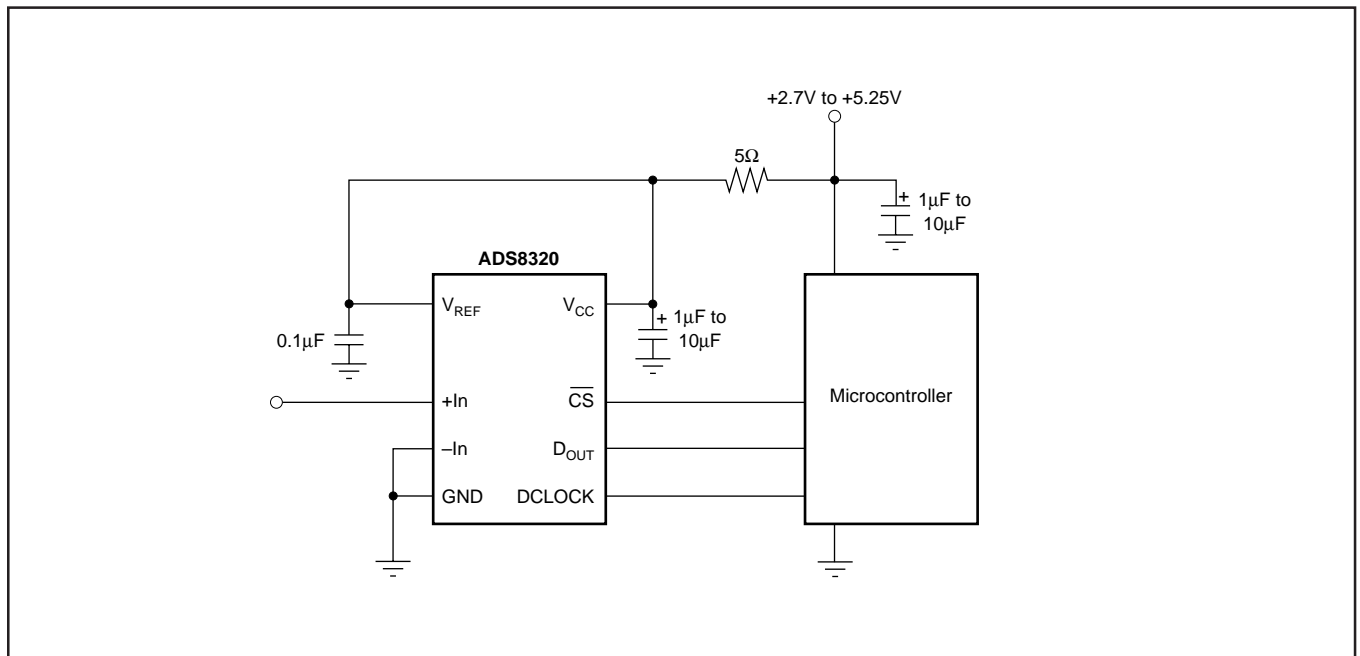 +2.7V to +5.25V
5Ω
+ 1µF to
10µF
ADS8320
VREF
VCC
0.1µF
+ 1µF to
10µF
+In
CS
Microcontroller
–In
DOUT
GND
DCLOCK